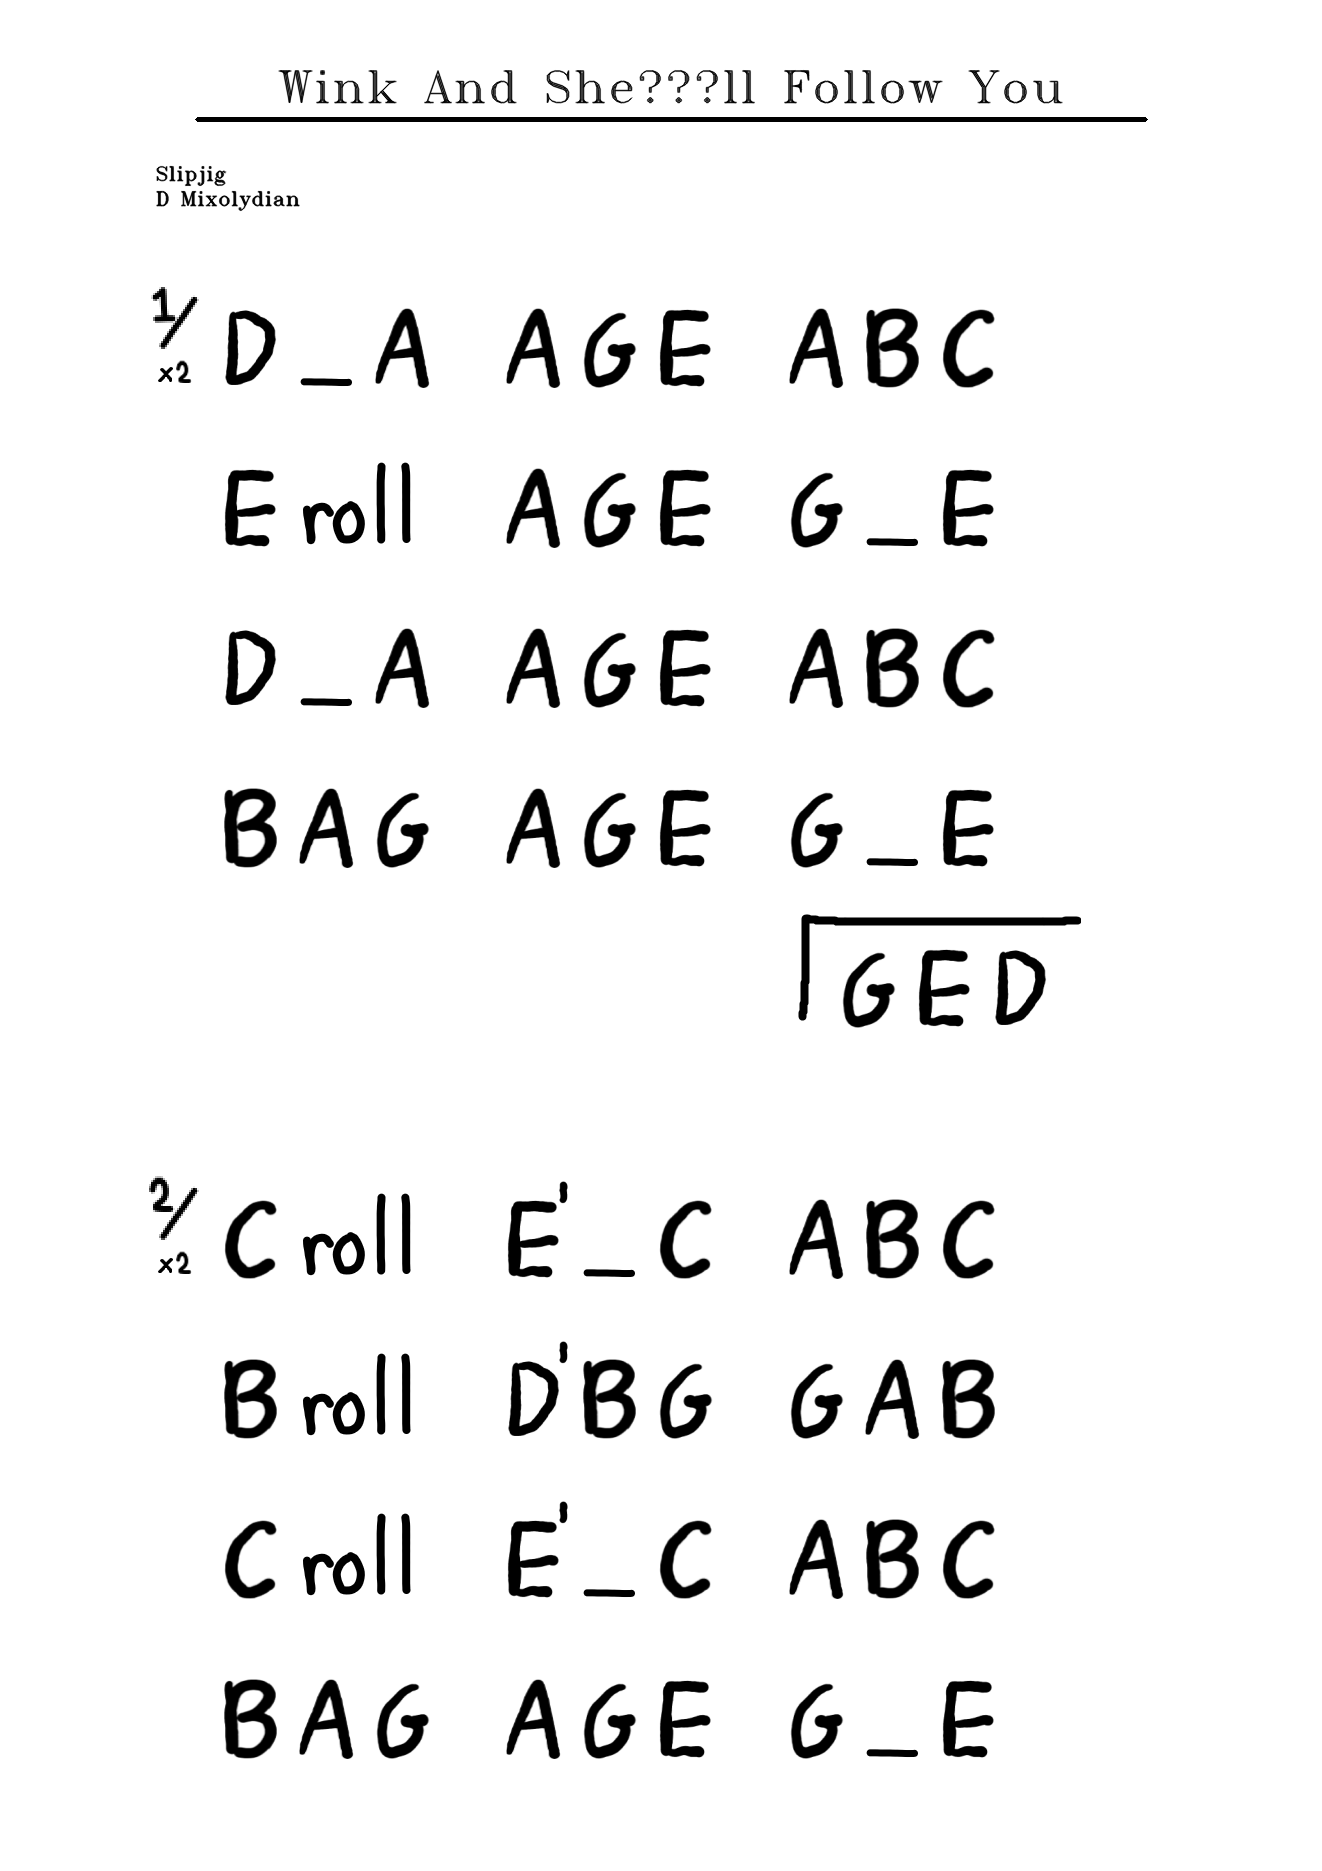 Wink And She???ll Follow You
Slipjig
D Mixolydian
1/ x2 D _ A AGE ABC
E roll AGE G _ E
D _ A AGE ABC
BAG AGE G _ E
GED
2/ x2 C roll E' _ C ABC
B roll D'BG GAB
C roll E' _ C ABC
BAG AGE G _ E